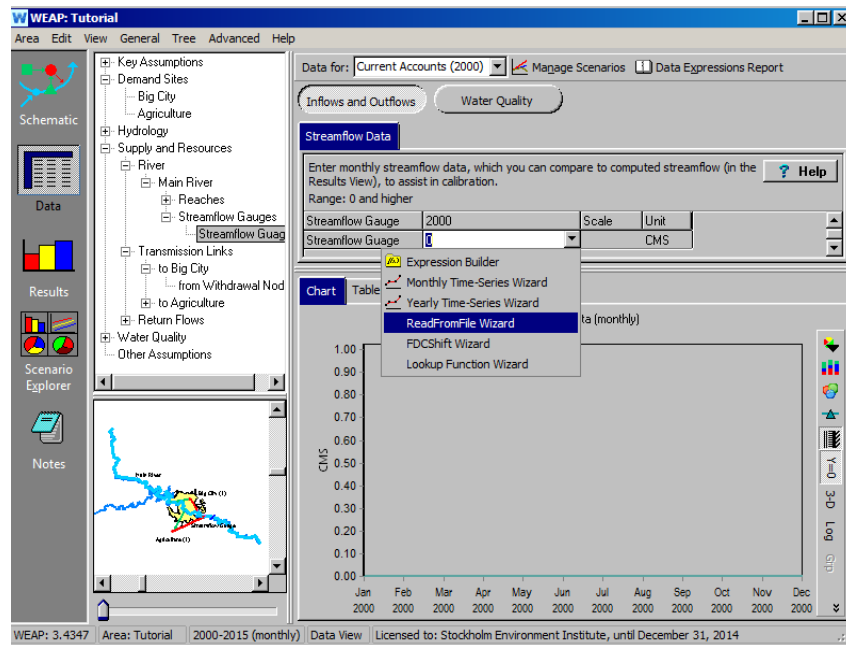 WEAP: Tutorial
Area Edit View General Tree Advanced Help
Schematic
Data
Results
Scenario
Explorer
Notes
Key Assumptions
Demand Sites
Big City
Agriculture
Hydrology
Supply and Resources
River
Main River
Reaches
Streamflow Gauges
Streamflow Guag
Transmission Links
to Big City
from Withdrawal Nod
to Agriculture
Return Flows
Water Quality
Other Assumptions
Main River
Big City (1)
Agriculture (1)
Data for: Current Accounts (2000) Manage Scenarios Data Expressions Report
Inflows and Outflows Water Quality
Streamflow Data
Enter monthly streamflow data, which you can compare to computed streamflow (in the
Results View), to assist in calibration.
Range: 0 and higher
? Help
Streamflow Gauge 2000 Scale Unit
Streamflow Guage 0 CMS
Expression Builder
Monthly Time-Series Wizard
Yearly Time-Series Wizard
ReadFromFile Wizard
FDCShift Wizard
Lookup Function Wizard
Chart Table
ta (monthly)
1.00
0.90
0.80
0.70
0.60
0.50
0.40
0.30
0.20
0.10
0.00
CMS
Jan Feb Mar Apr May Jun Jul Aug Sep Oct Nov Dec
2000 2000 2000 2000 2000 2000 2000 2000 2000 2000 2000 2000
Y=0
3-D
Log
Grp
WEAP: 3.4347 Area: Tutorial 2000-2015 (monthly) Data View Licensed to: Stockholm Environment Institute, until December 31, 2014